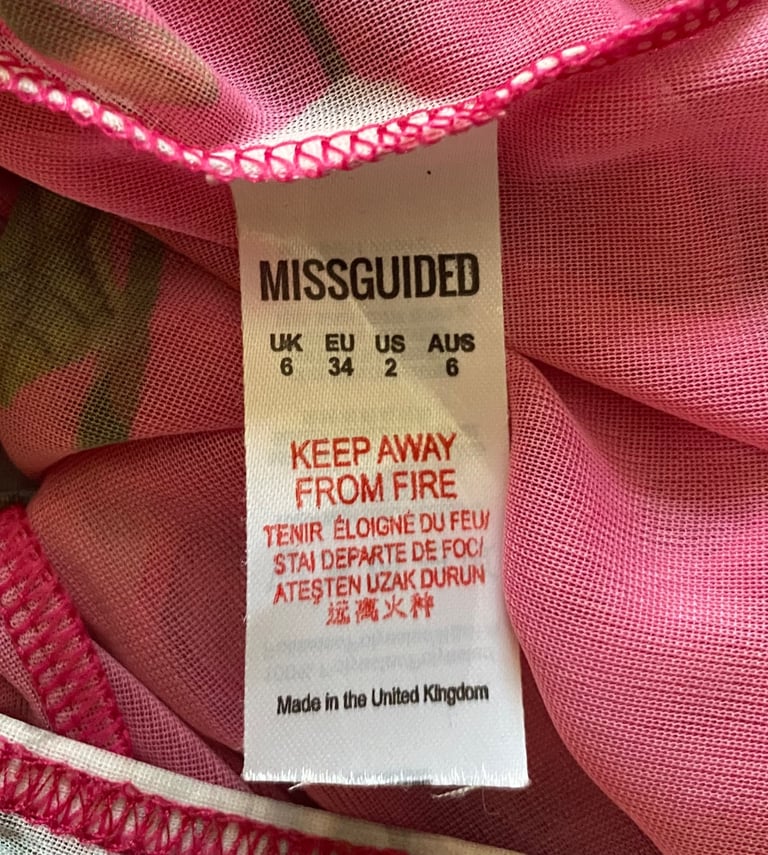 MISSGUIDED
UK EU US AUS
6 34 2 6
KEEP AWAY
FROM FIRE
TENIR ÉLOIGNÉ DU FEU/
STAI DEPARTE DE FOC/
ATEŞTEN UZAK DURUN
远离火种
Made in the United Kingdom